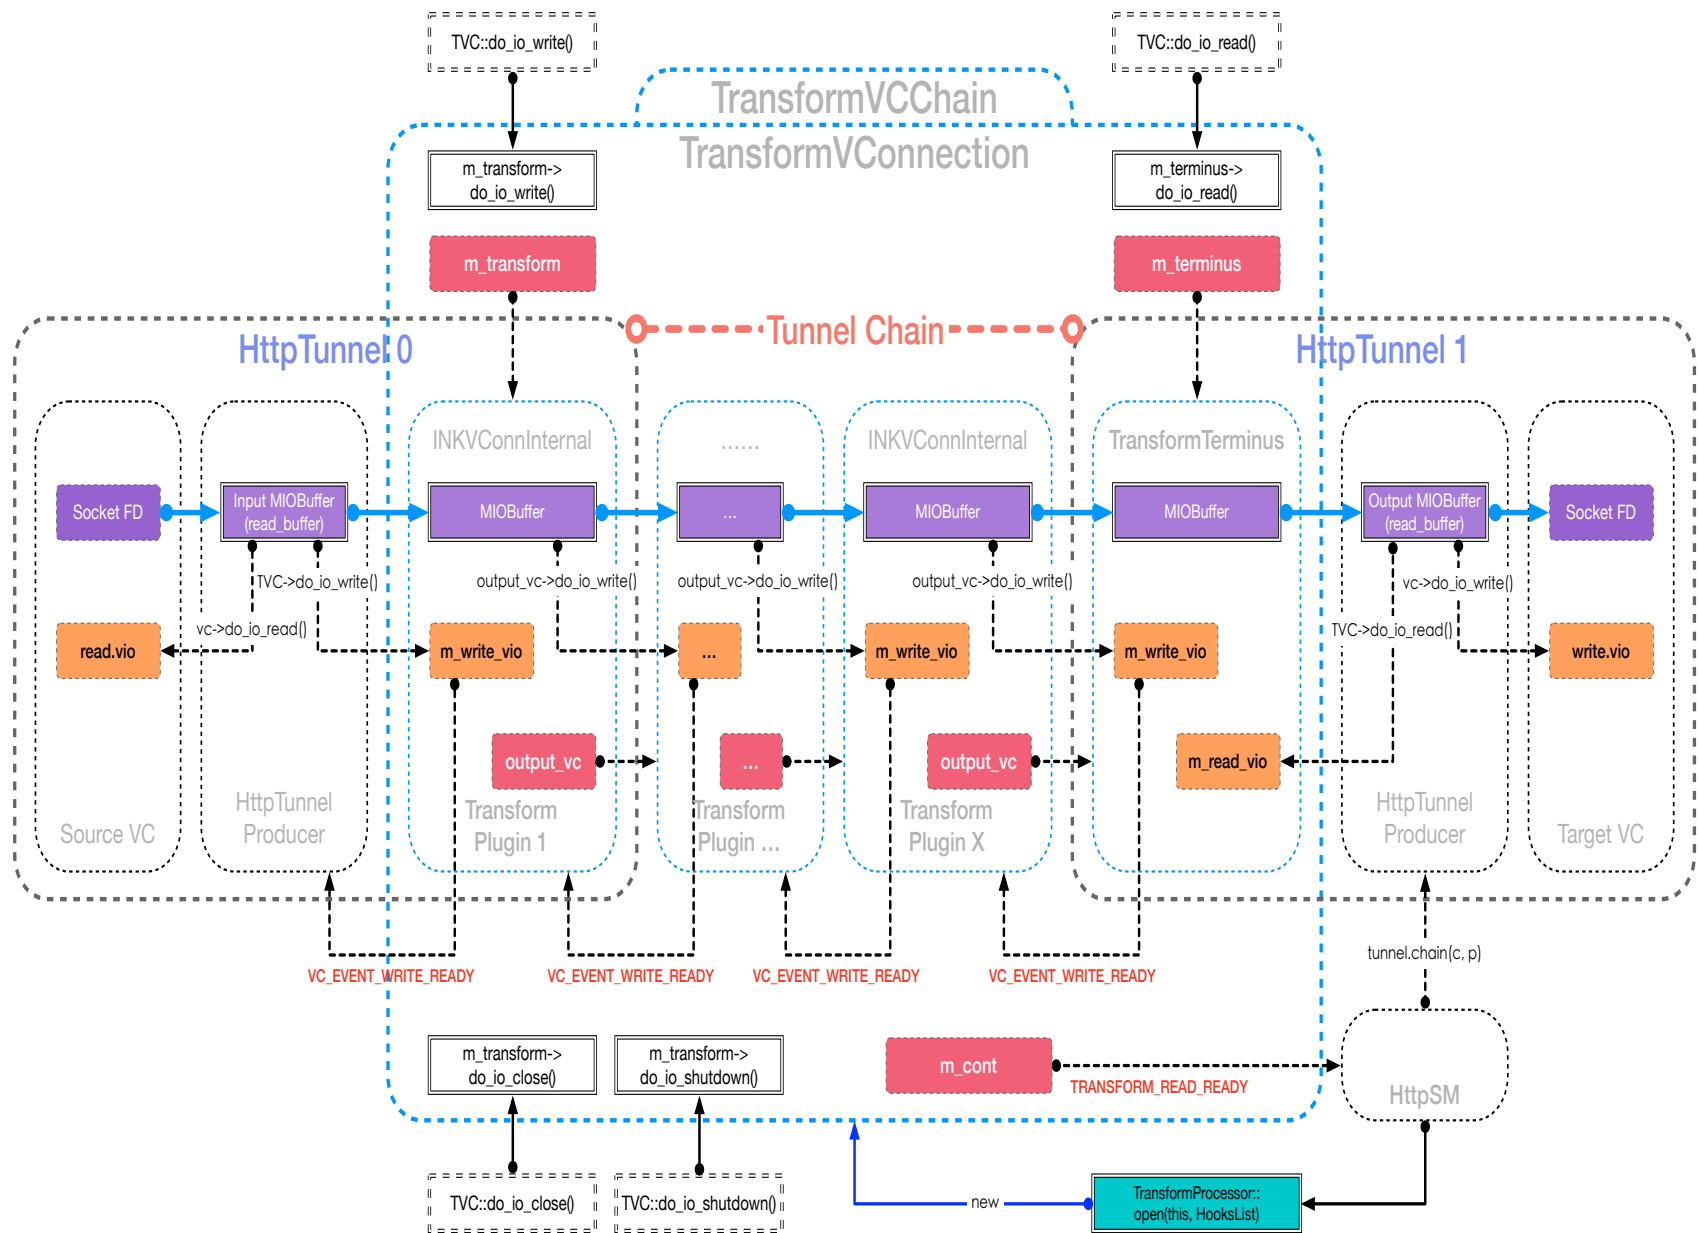 TVC::do_io_write()
TVC::do_io_read()
TransformVCChain
TransformVConnection
m_transform->
do_io_write()
m_terminus->
do_io_read()
m_transform
m_terminus
HttpTunnel 0
Tunnel Chain
HttpTunnel 1
INKVConnInternal
......
INKVConnInternal
TransformTerminus
Socket FD
Input MIOBuffer
(read_buffer)
MIOBuffer
...
MIOBuffer
MIOBuffer
Output MIOBuffer
(read_buffer)
Socket FD
TVC->do_io_write()
output_vc->do_io_write()
output_vc->do_io_write()
output_vc->do_io_write()
vc->do_io_write()
vc->do_io_read()
TVC->do_io_read()
read.vio
m_write_vio
...
m_write_vio
m_write_vio
write.vio
output_vc
...
output_vc
m_read_vio
Source VC
HttpTunnel
Producer
Transform
Plugin 1
Transform
Plugin ...
Transform
Plugin X
HttpTunnel
Producer
Target VC
VC_EVENT_WRITE_READY
VC_EVENT_WRITE_READY
VC_EVENT_WRITE_READY
VC_EVENT_WRITE_READY
tunnel.chain(c, p)
m_transform->
do_io_close()
m_transform->
do_io_shutdown()
m_cont
TRANSFORM_READ_READY
HttpSM
TVC::do_io_close()
TVC::do_io_shutdown()
new
TransformProcessor::
open(this, HooksList)